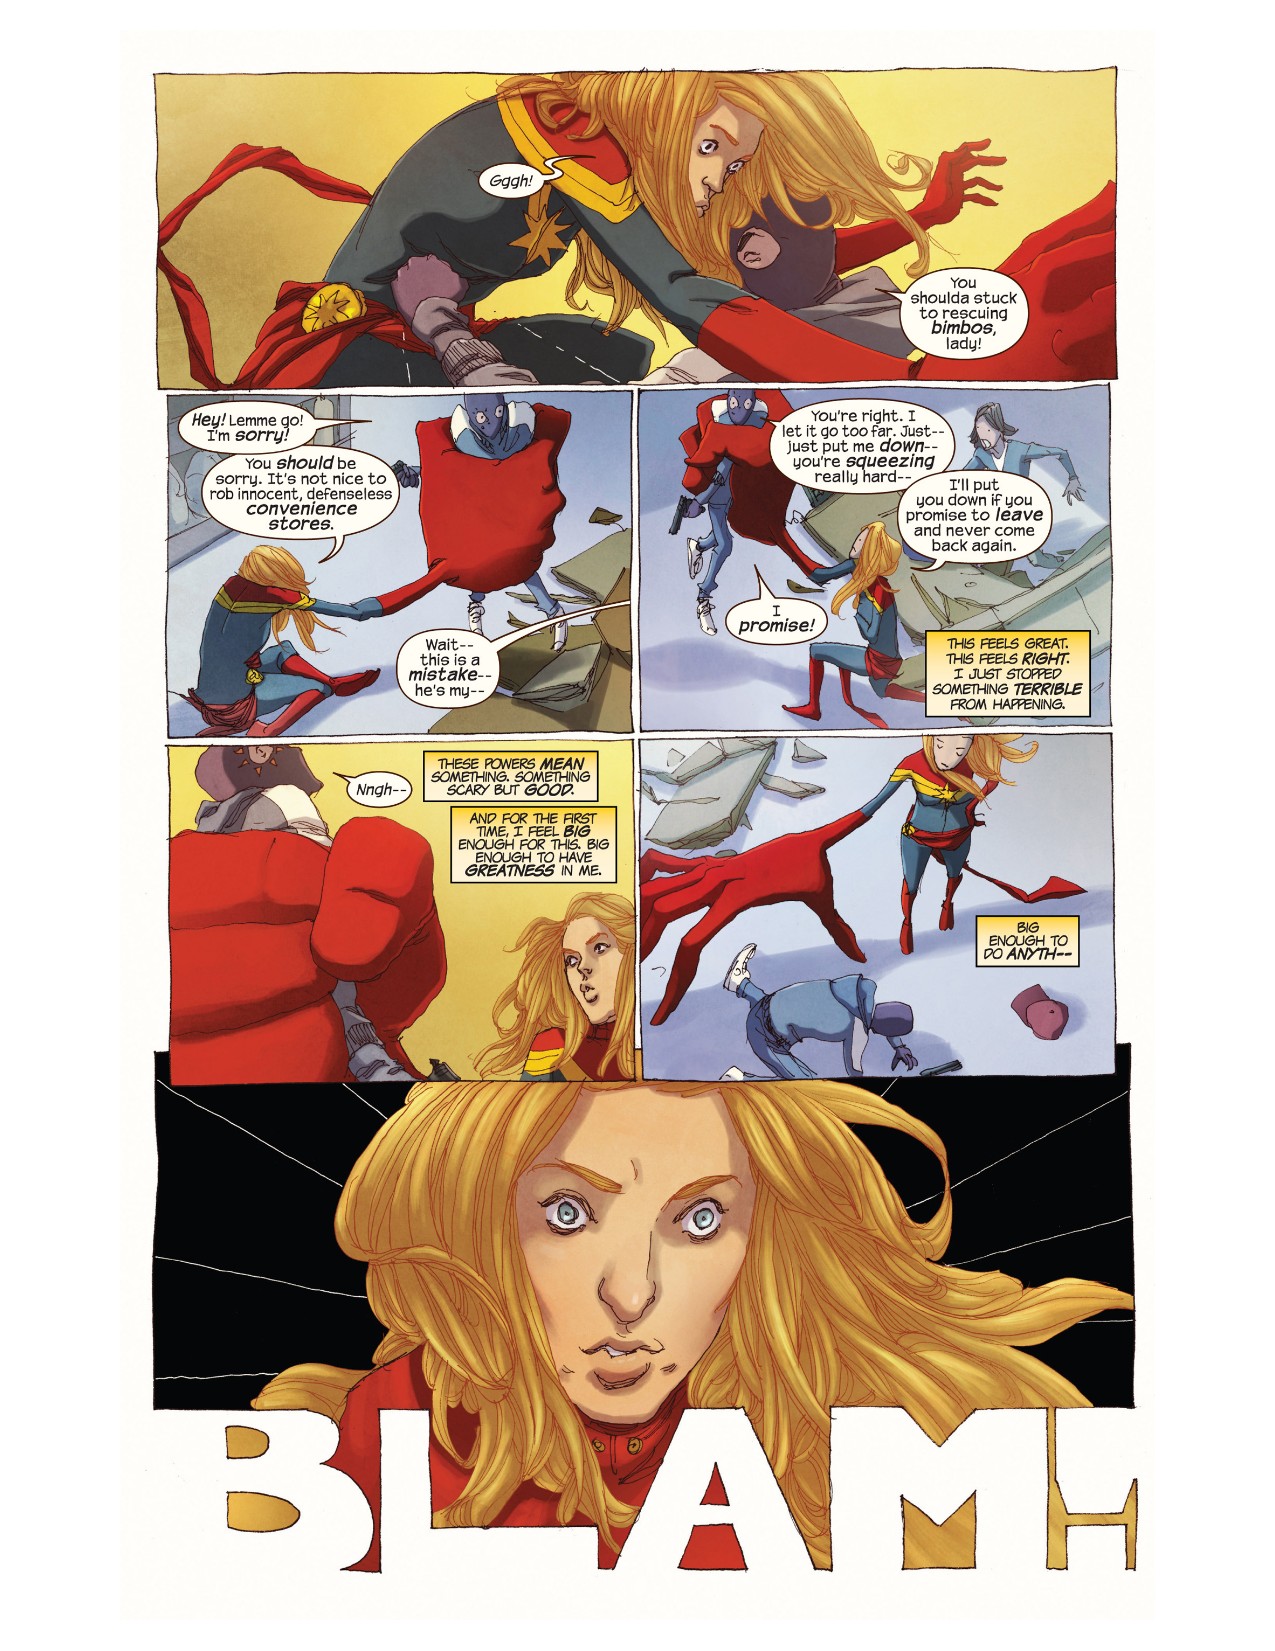 Gggh!
You
shoulda stuck
to rescuing
bimbos,
lady!
Hey! Lemme go!
I'm sorry!
You should be
sorry. It's not nice to
rob innocent, defenseless
convenience
stores.
Wait--
this is a
mistake--
he's my--
You're right. I
let it go too far. Just--
just put me down--
you're squeezing
really hard--
I'll put
you down if you
promise to leave
and never come
back again.
I
promise!
THIS FEELS GREAT.
THIS FEELS RIGHT.
I JUST STOPPED
SOMETHING TERRIBLE
FROM HAPPENING.
Nngh--
THESE POWERS MEAN
SOMETHING. SOMETHING
SCARY BUT GOOD.
AND FOR THE FIRST
TIME, I FEEL BIG
ENOUGH FOR THIS. BIG
ENOUGH TO HAVE
GREATNESS IN ME.
BIG
ENOUGH TO
DO ANYTH--
BLAMH